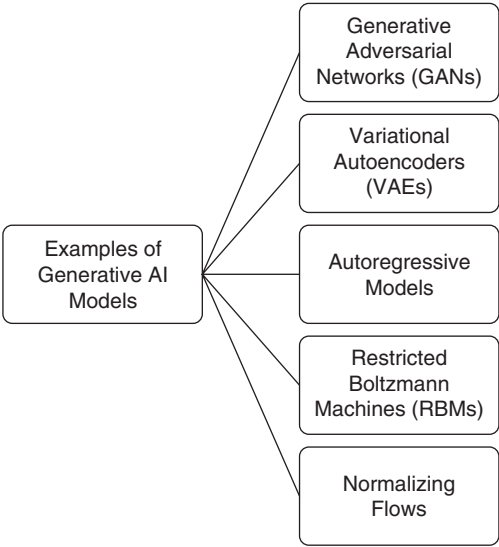 Generative
Adversarial
Networks (GANs)
Variational
Autoencoders
(VAEs)
Examples of
Generative AI
Models
Autoregressive
Models
Restricted
Boltzmann
Machines (RBMs)
Normalizing
Flows